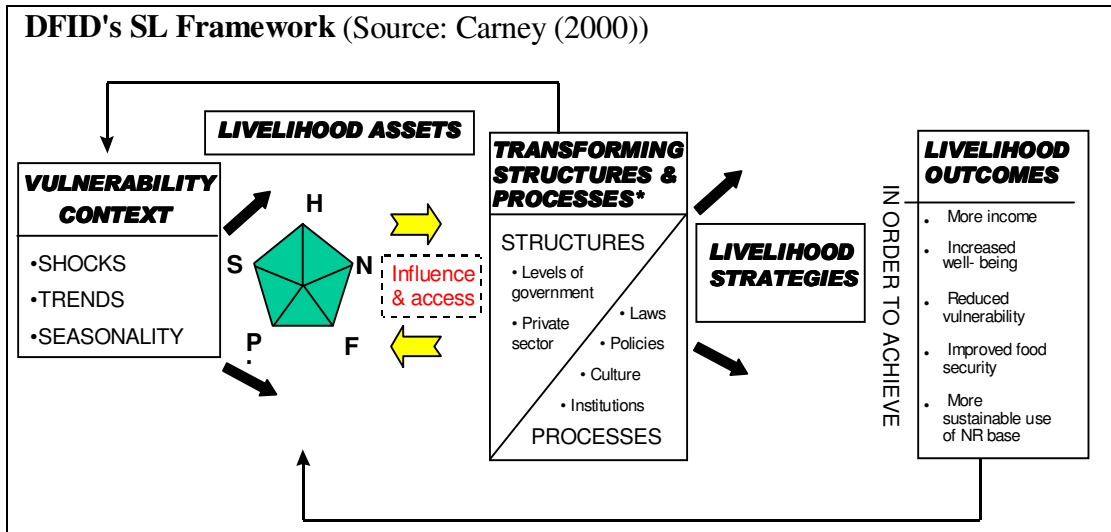 DFID's SL Framework (Source: Carney (2000))
LIVELIHOOD ASSETS
VULNERABILITY
CONTEXT
•SHOCKS
•TRENDS
•SEASONALITY
H
S
N
P
.
F
Influence
& access
TRANSFORMING
STRUCTURES &
PROCESSES*
STRUCTURES
• Levels of
government
• Private
sector
• Laws
• Policies
• Culture
• Institutions
PROCESSES
LIVELIHOOD
STRATEGIES
IN ORDER TO ACHIEVE
LIVELIHOOD
OUTCOMES
• More income
• Increased
well- being
• Reduced
vulnerability
• Improved food
security
• More
sustainable use
of NR base